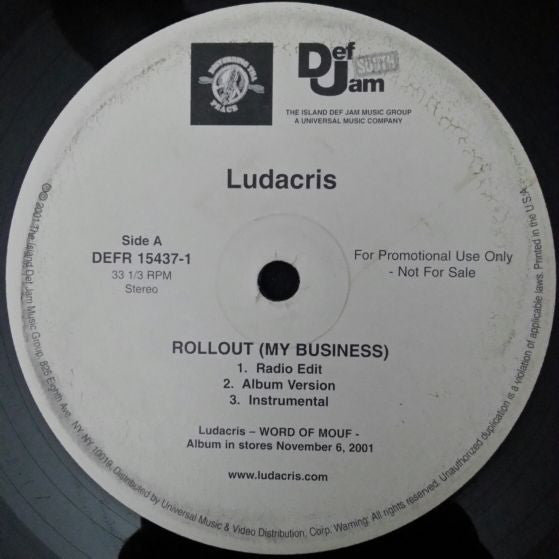 DISTURBING THA
PEACE
Def
Jam
SOUTH
THE ISLAND DEF JAM MUSIC GROUP
A UNIVERSAL MUSIC COMPANY
Ludacris
Side A
DEFR 15437-1
33 1/3 RPM
Stereo
For Promotional Use Only
- Not For Sale
ROLLOUT (MY BUSINESS)
1. Radio Edit
2. Album Version
3. Instrumental
Ludacris – WORD OF MOUF -
Album in stores November 6, 2001
www.ludacris.com
℗© 2001 The Island Def Jam Music Group, 825 Eighth Ave., NY, NY 10019. Distributed by Universal Music & Video Distribution, Corp. Warning: All rights reserved. Unauthorized duplication is a violation of applicable laws. Printed in the U.S.A.